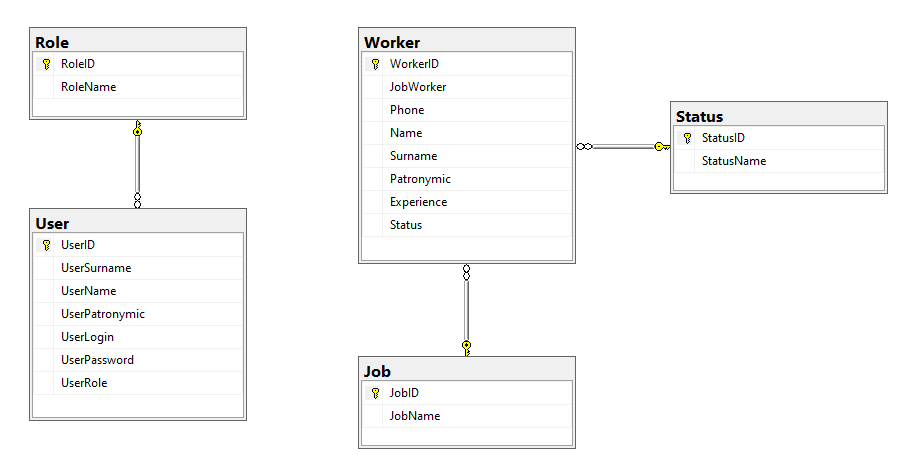 Role
RoleID
RoleName
User
UserID
UserSurname
UserName
UserPatronymic
UserLogin
UserPassword
UserRole
Worker
WorkerID
JobWorker
Phone
Name
Surname
Patronymic
Experience
Status
Job
JobID
JobName
Status
StatusID
StatusName